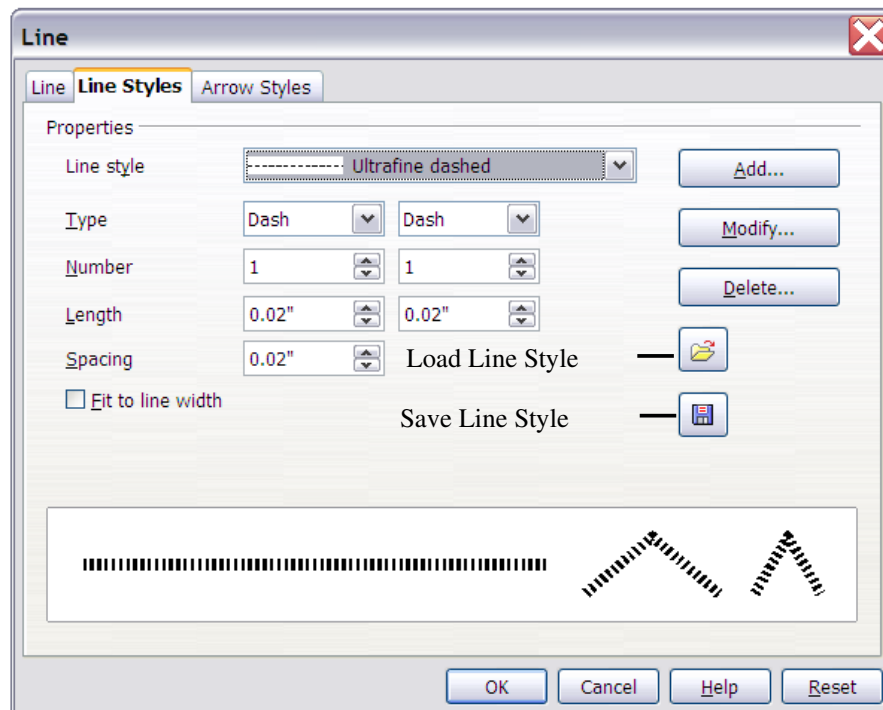 Line
Line Line Styles Arrow Styles
Properties
Line style Ultrafine dashed Add...
Type Dash Dash Modify...
Number 1 1
Delete...
Length 0.02" 0.02"
Spacing 0.02" Load Line Style
Fit to line width
Save Line Style
OK Cancel Help Reset